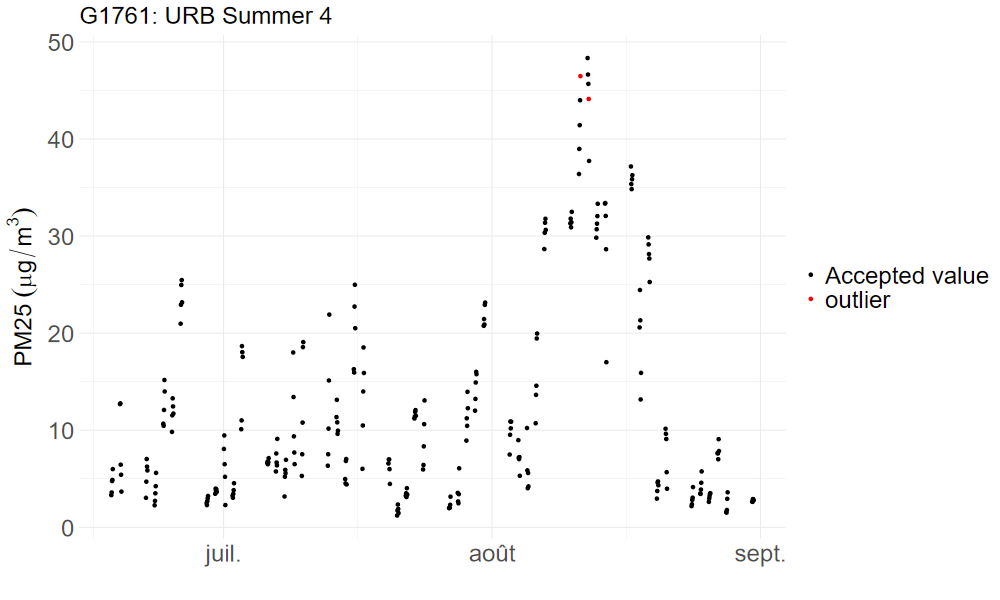 G1761: URB Summer 4
50
40
30
20
10
0
PM25 (μg/m³)
juil.
août
sept.
Accepted value
outlier